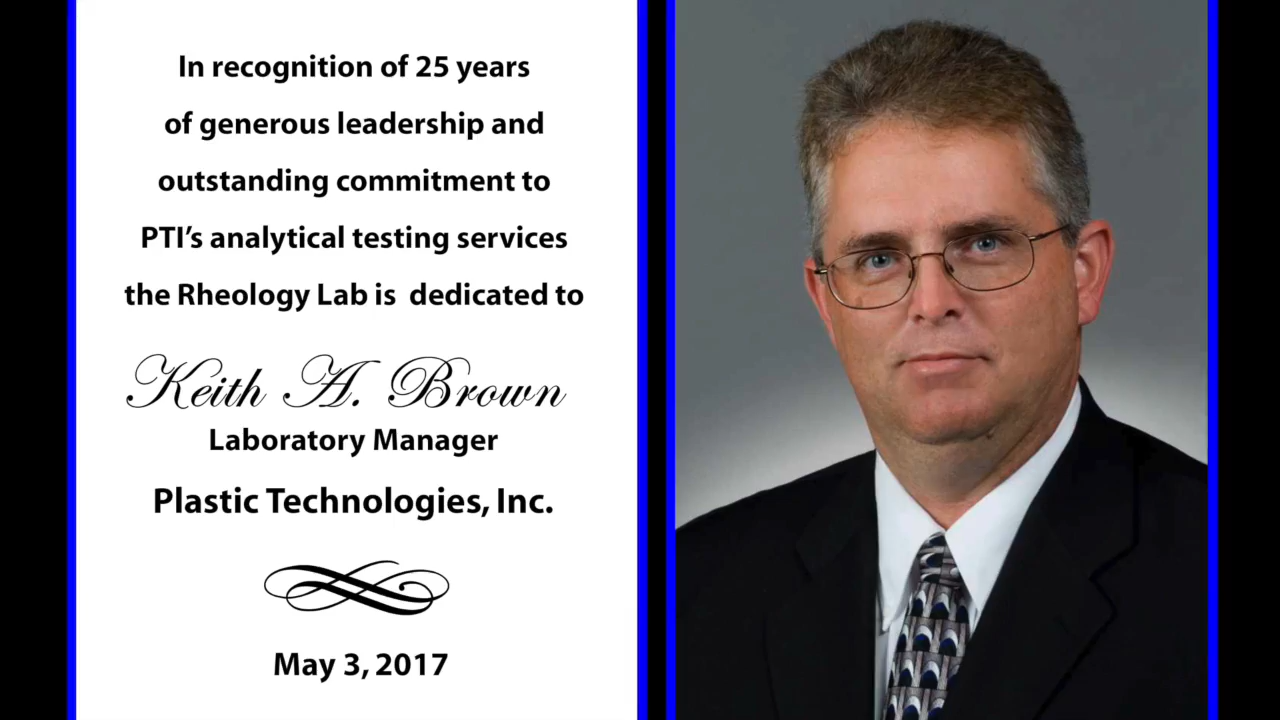 In recognition of 25 years
of generous leadership and
outstanding commitment to
PTI’s analytical testing services
the Rheology Lab is dedicated to
Keith A. Brown
Laboratory Manager
Plastic Technologies, Inc.
May 3, 2017